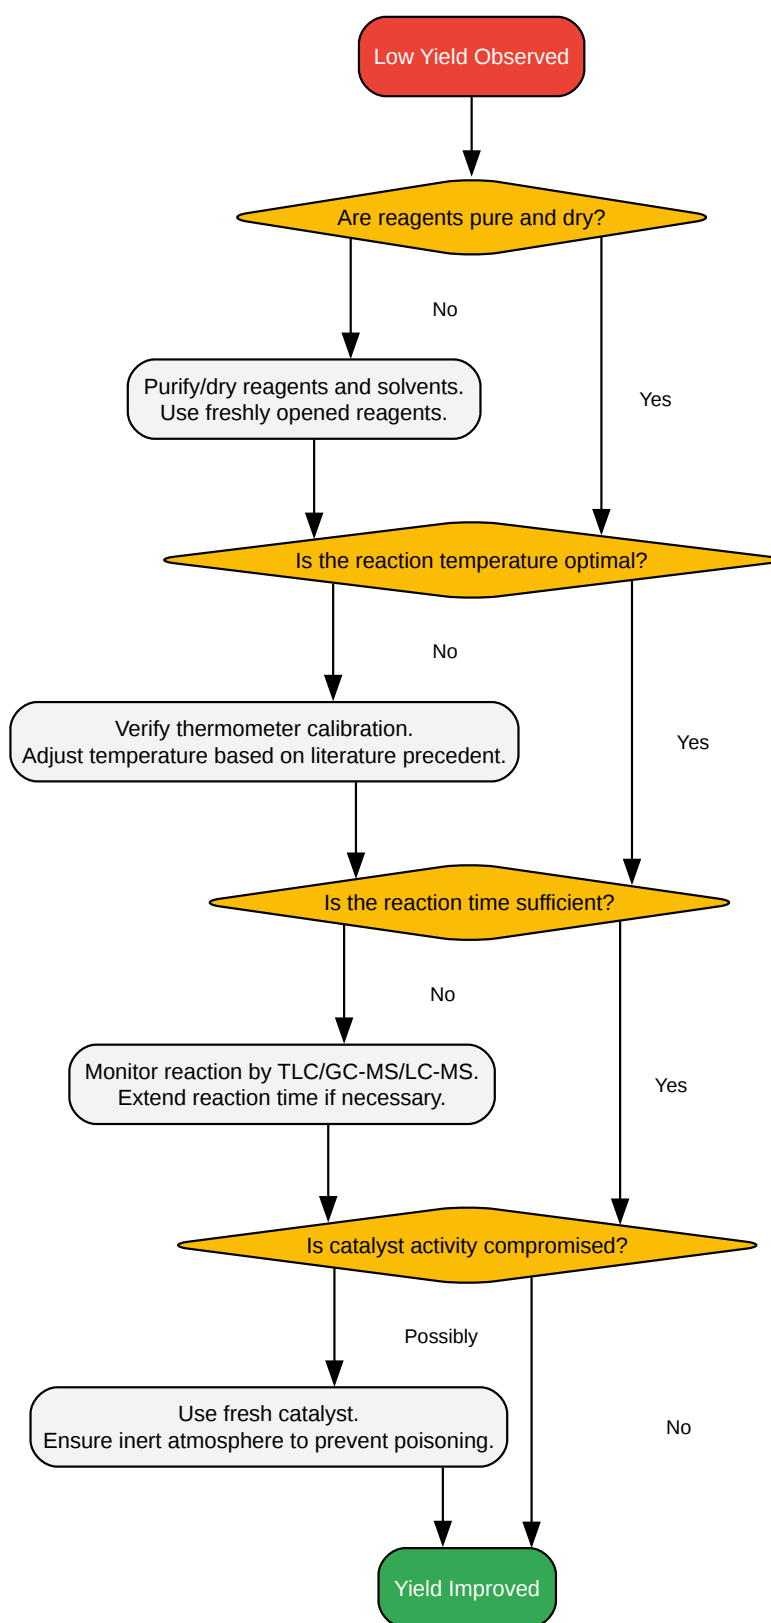 Low Yield Observed
Are reagents pure and dry?
No
Purify/dry reagents and solvents.
Use freshly opened reagents.
Yes
Is the reaction temperature optimal?
No
Verify thermometer calibration.
Adjust temperature based on literature precedent.
Yes
Is the reaction time sufficient?
No
Monitor reaction by TLC/GC-MS/LC-MS.
Extend reaction time if necessary.
Yes
Is catalyst activity compromised?
Possibly
Use fresh catalyst.
Ensure inert atmosphere to prevent poisoning.
No
Yield Improved